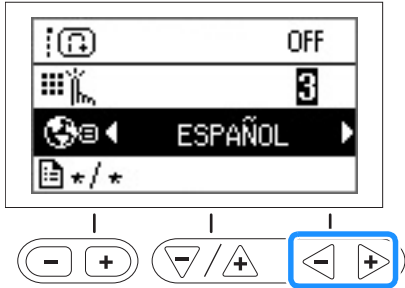 OFF
3
ESPAÑOL
*/*
- + -/+ - +